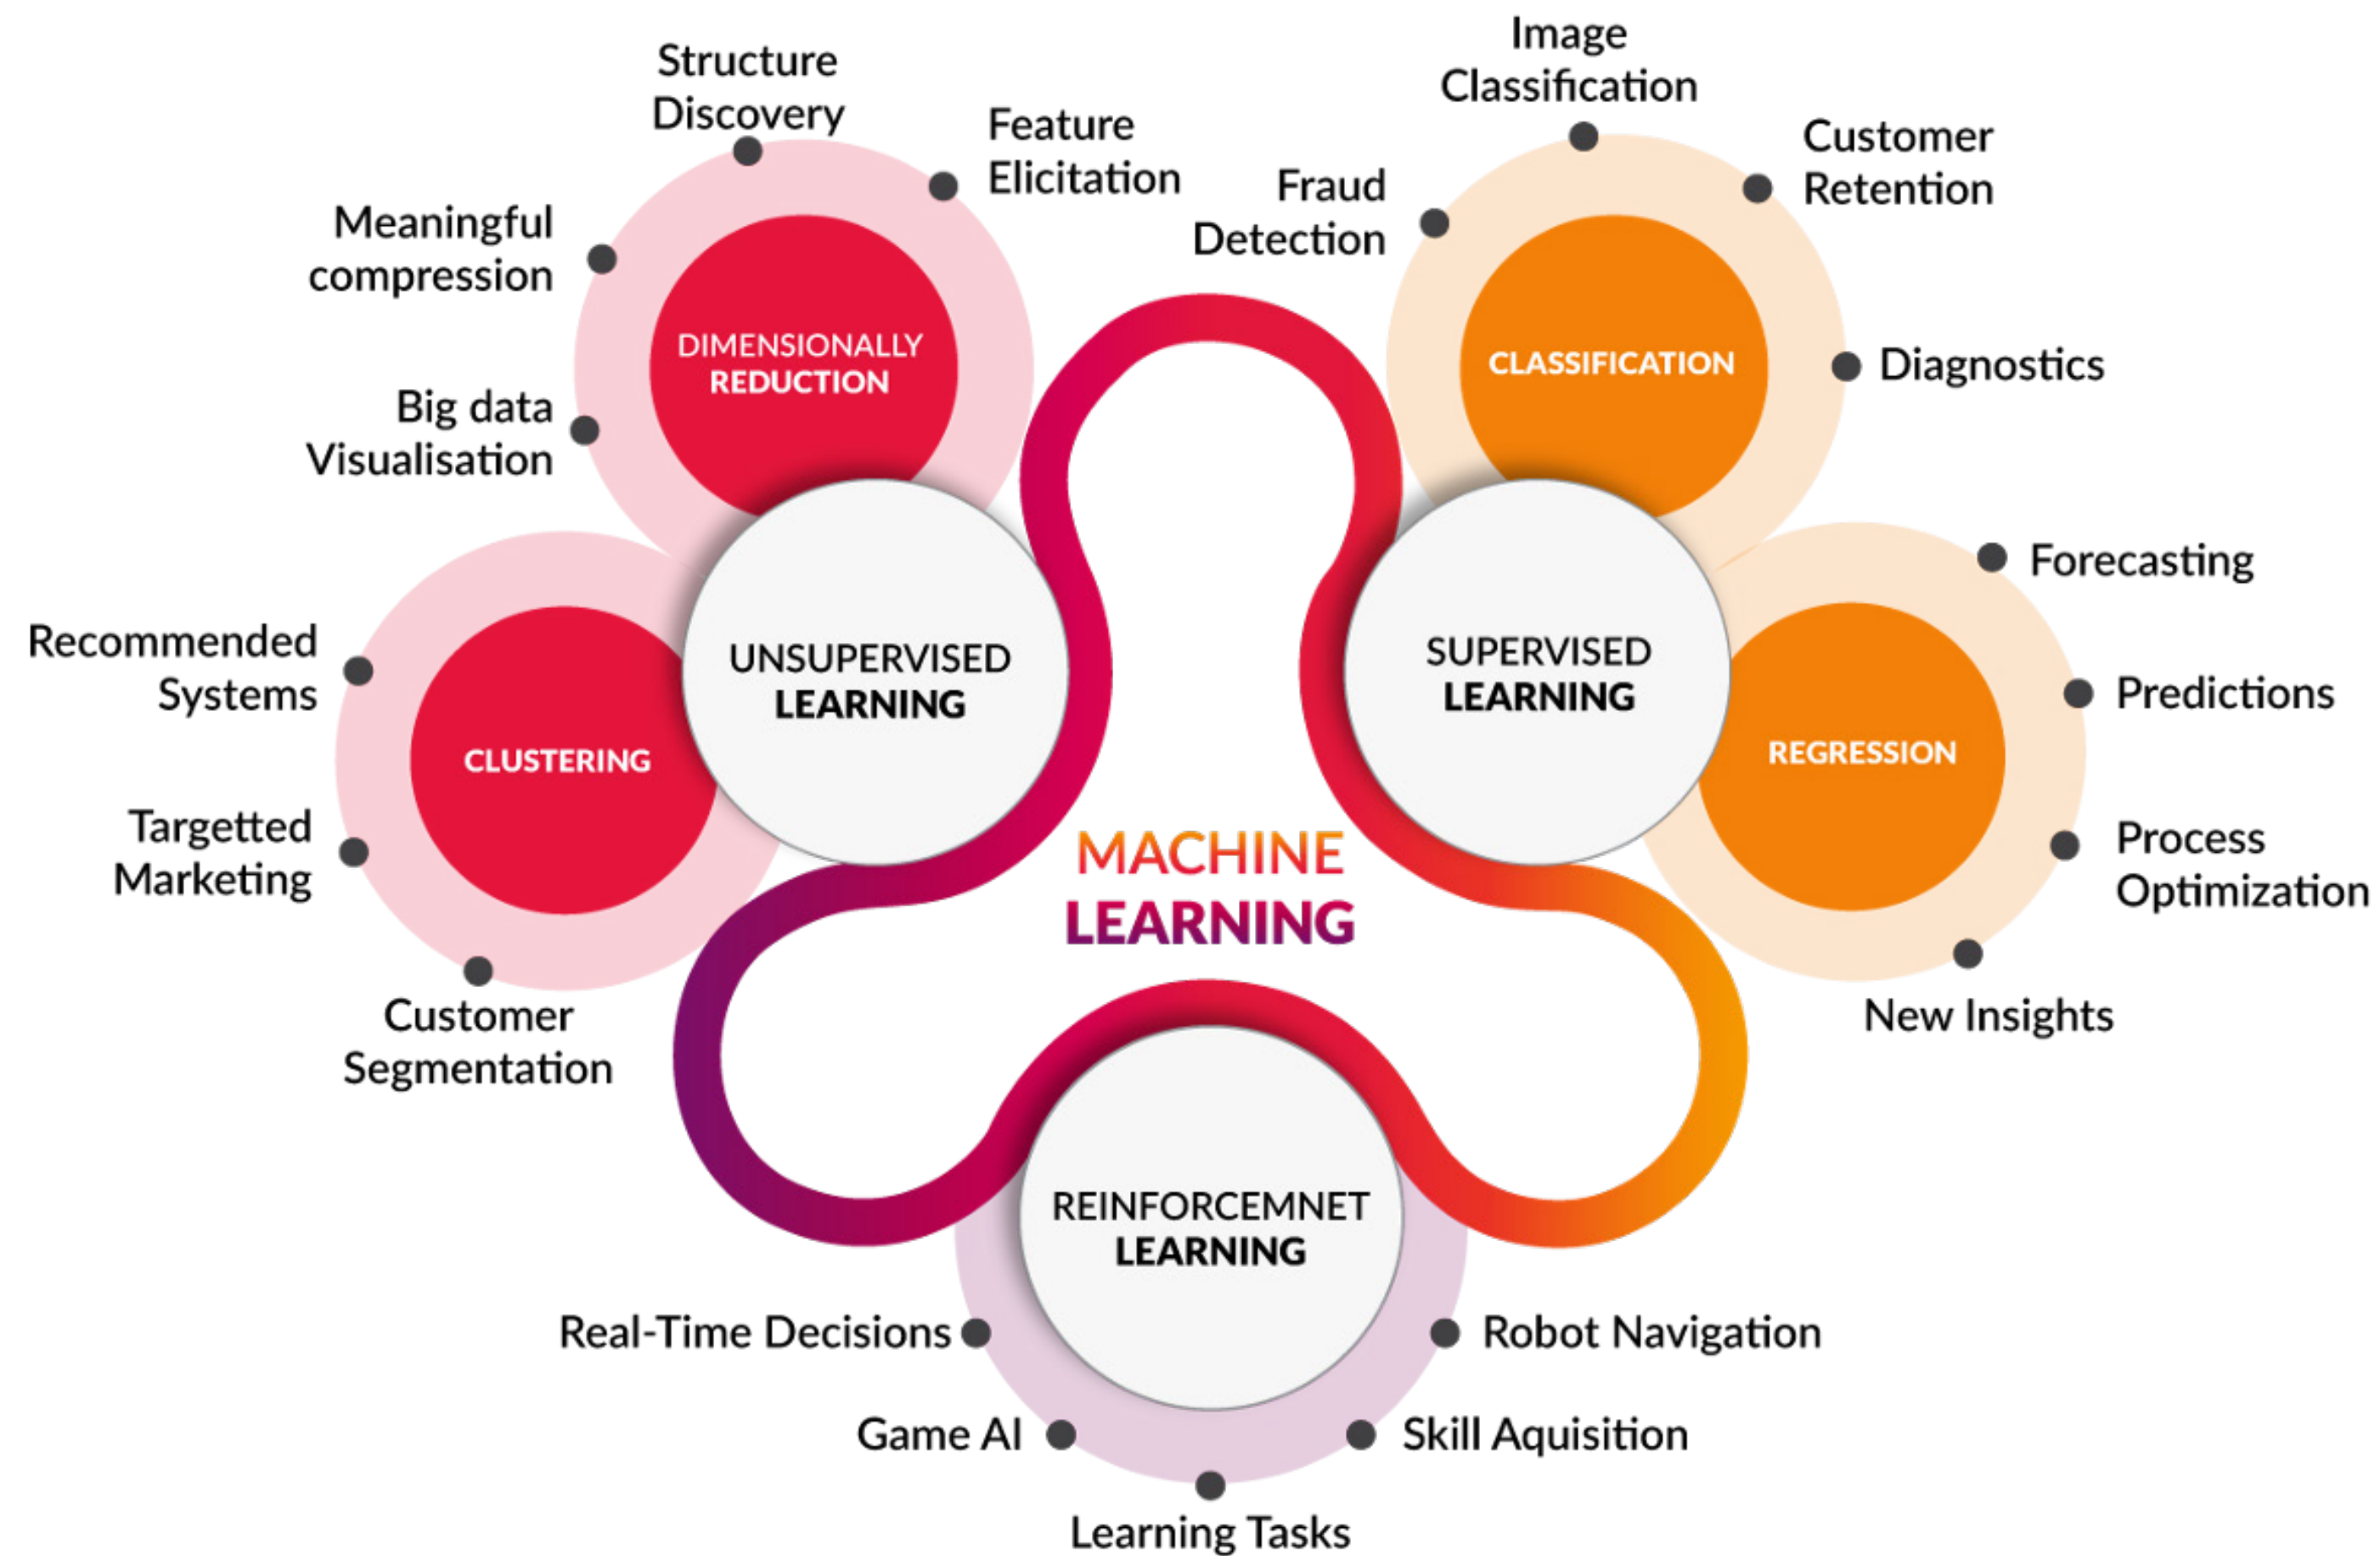 Structure
Discovery
Feature
Elicitation
Meaningful
compression
Big data
Visualisation
DIMENSIONALLY
REDUCTION
Image
Classification
Customer
Retention
Fraud
Detection
Diagnostics
CLASSIFICATION
Recommended
Systems
Targetted
Marketing
Customer
Segmentation
CLUSTERING
UNSUPERVISED
LEARNING
SUPERVISED
LEARNING
Forecasting
Predictions
Process
Optimization
New Insights
REGRESSION
MACHINE
LEARNING
REINFORCEMNET
LEARNING
Real-Time Decisions
Game AI
Learning Tasks
Skill Aquisition
Robot Navigation